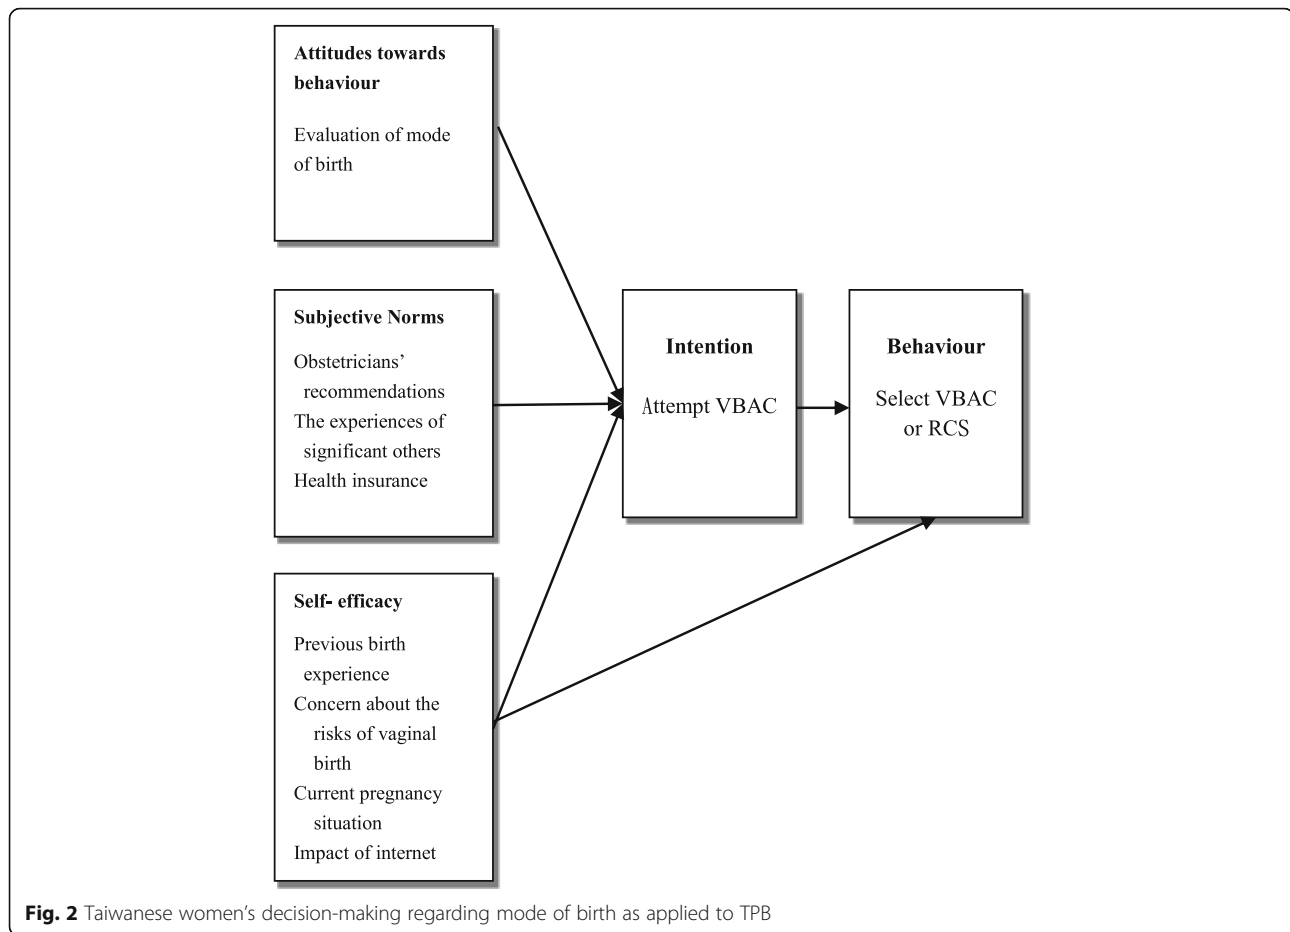 Attitudes towards
behaviour
Evaluation of mode
of birth
Subjective Norms
Obstetricians’
recommendations
The experiences of
significant others
Health insurance
Self- efficacy
Previous birth
experience
Concern about the
risks of vaginal
birth
Current pregnancy
situation
Impact of internet
Intention
Attempt VBAC
Behaviour
Select VBAC
or RCS
Fig. 2 Taiwanese women’s decision-making regarding mode of birth as applied to TPB